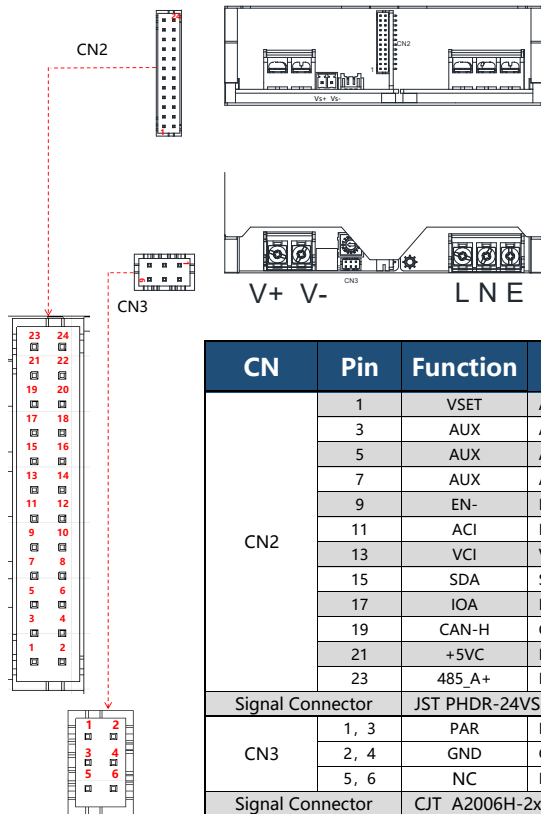 CN2
24
1
CN2
1
Vs+ Vs-
CN3
V+ V-
L N E
CN3
23 24
21 22
19 20
17 18
15 16
13 14
11 12
9 10
7 8
5 6
3 4
1 2
1 2
3 4
5 6
CN Pin Function
CN2
1 VSET
3 AUX
5 AUX
7 AUX
9 EN-
11 ACI
13 VCI
15 SDA
17 IOA
19 CAN-H
21 +5VC
23 485_A+
Signal Connector JST PHDR-24VS
CN3
1, 3 PAR
2, 4 GND
5, 6 NC
Signal Connector CJT A2006H-2x